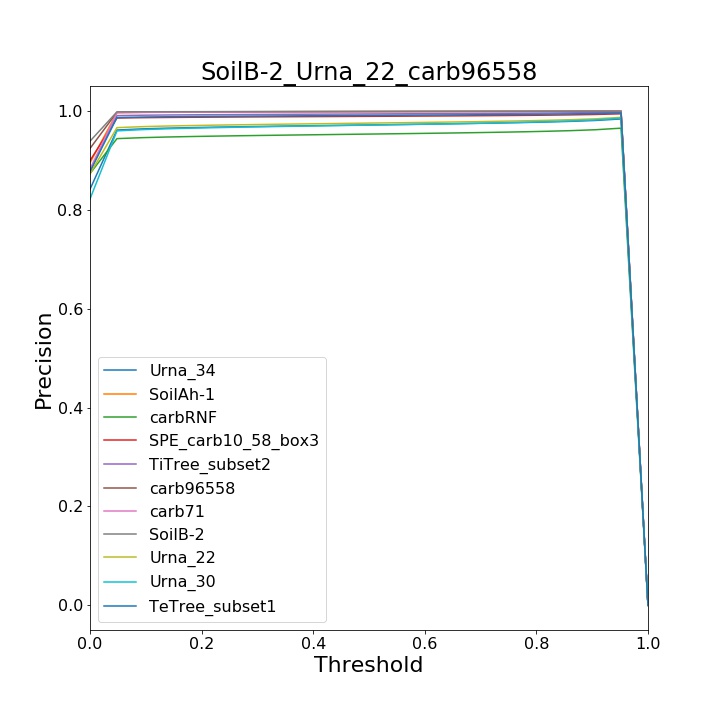 SoilB-2_Urna_22_carb96558
1.0
0.8
0.6
0.4
0.2
0.0
Precision
Urna_34
SoilAh-1
carbRNF
SPE_carb10_58_box3
TiTree_subset2
carb96558
carb71
SoilB-2
Urna_22
Urna_30
TeTree_subset1
0.0 0.2 0.4 0.6 0.8 1.0
Threshold